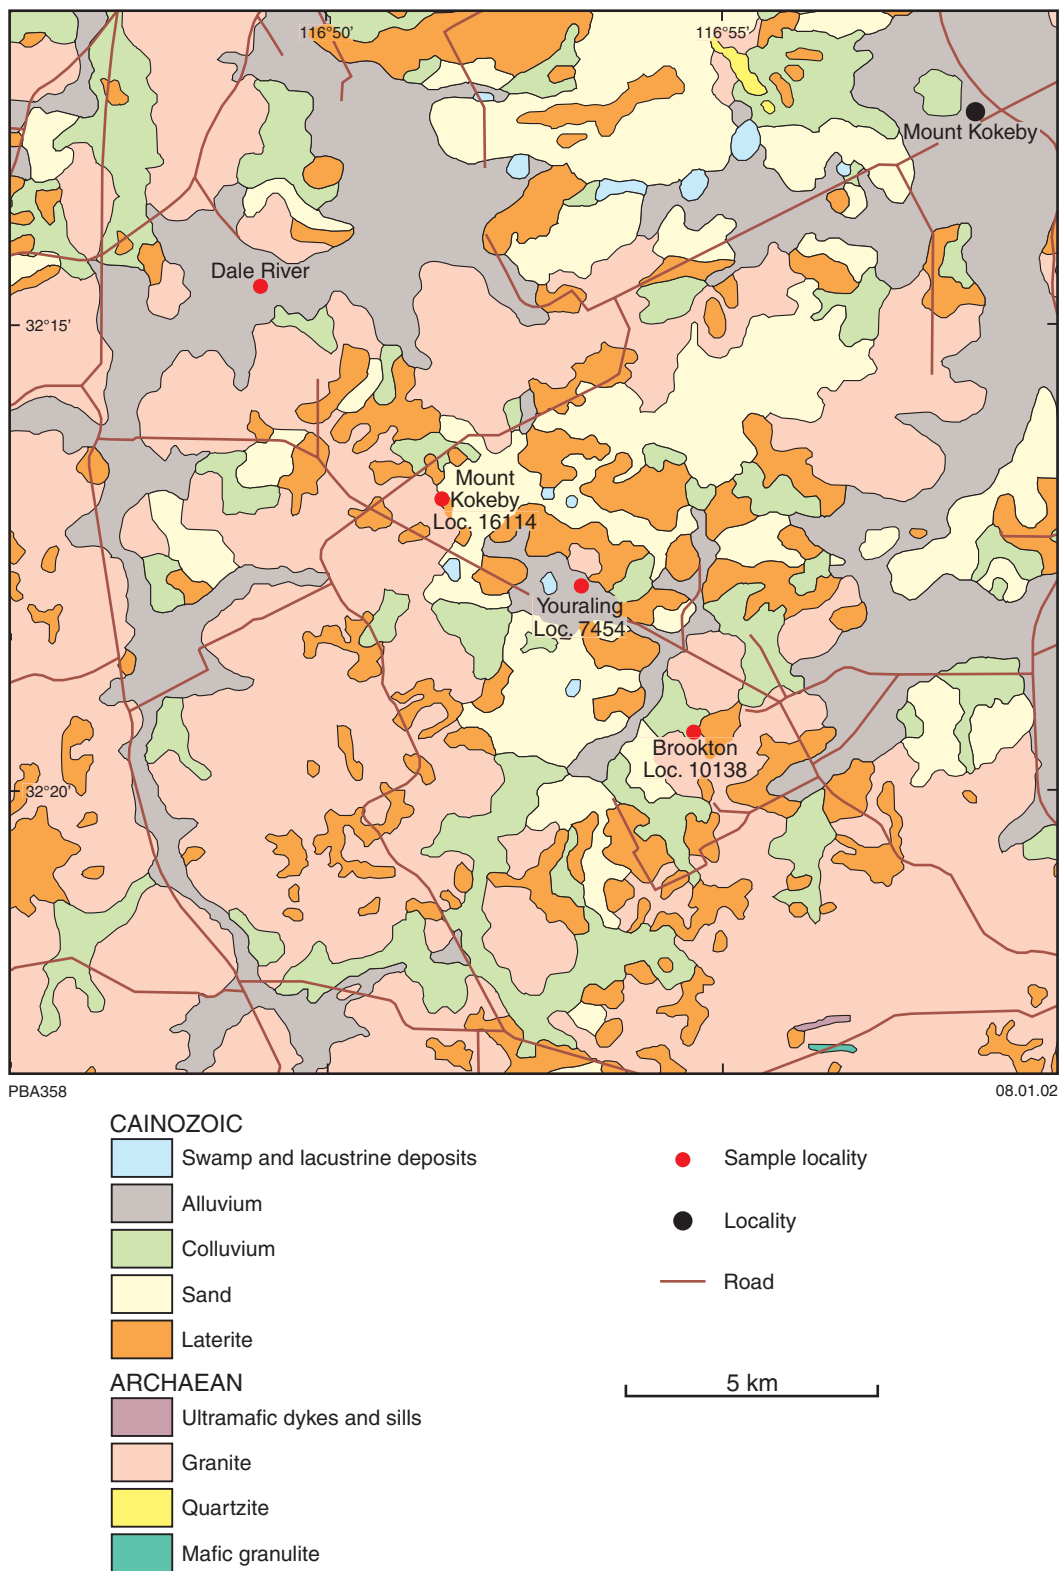 116°50'
116°55'
Mount Kokeby
Dale River
32°15'
Mount
Kokeby
Loc. 16114
Youraling
Loc. 7454
Brookton
Loc. 10138
32°20'
PBA358
08.01.02
CAINOZOIC
Swamp and lacustrine deposits
Alluvium
Colluvium
Sand
Laterite
ARCHAEAN
Ultramafic dykes and sills
Granite
Quartzite
Mafic granulite
Sample locality
Locality
Road
5 km